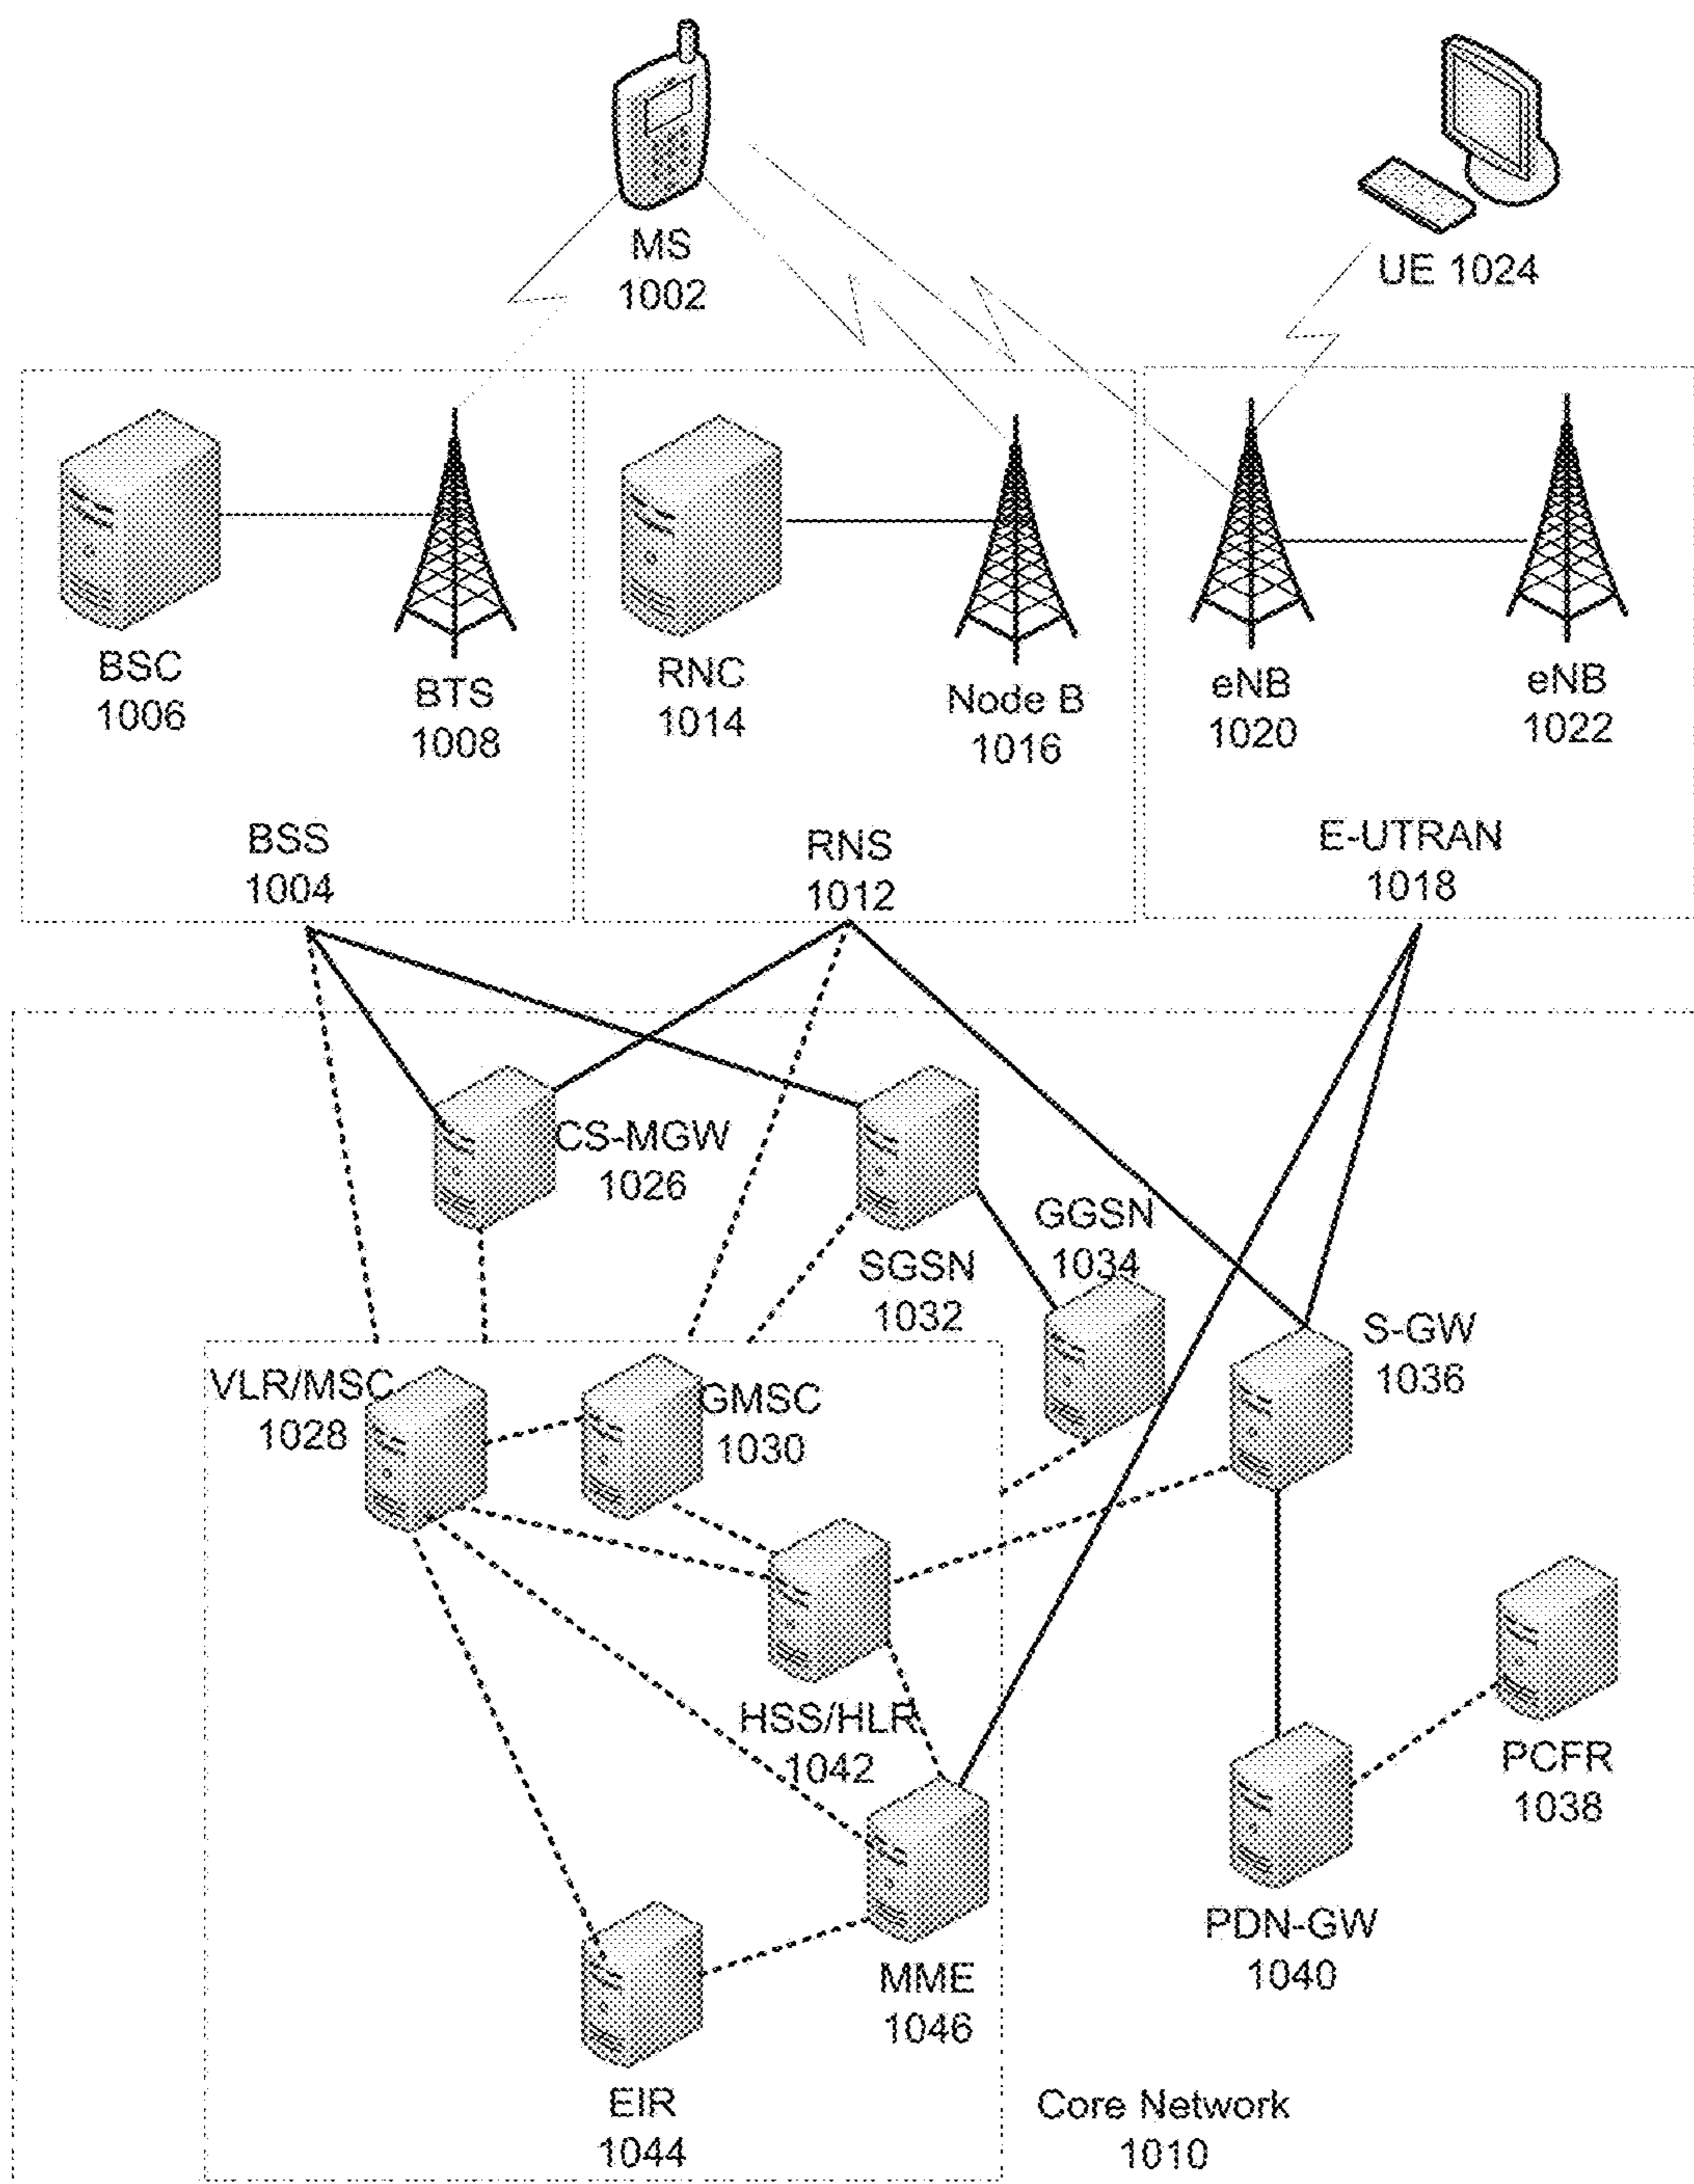 MS
1002
UE 1024
BSC
1006
BTS
1008
RNC
1014
Node B
1016
eNB
1020
eNB
1022
BSS
1004
RNS
1012
E-UTRAN
1018
CS-MGW
1026
SGSN
1032
GGSN
1034
S-GW
1036
VLR/MSC
1028
GMSC
1030
HSS/HLR
1042
PCFR
1038
PDN-GW
1040
MME
1046
EIR
1044
Core Network
1010